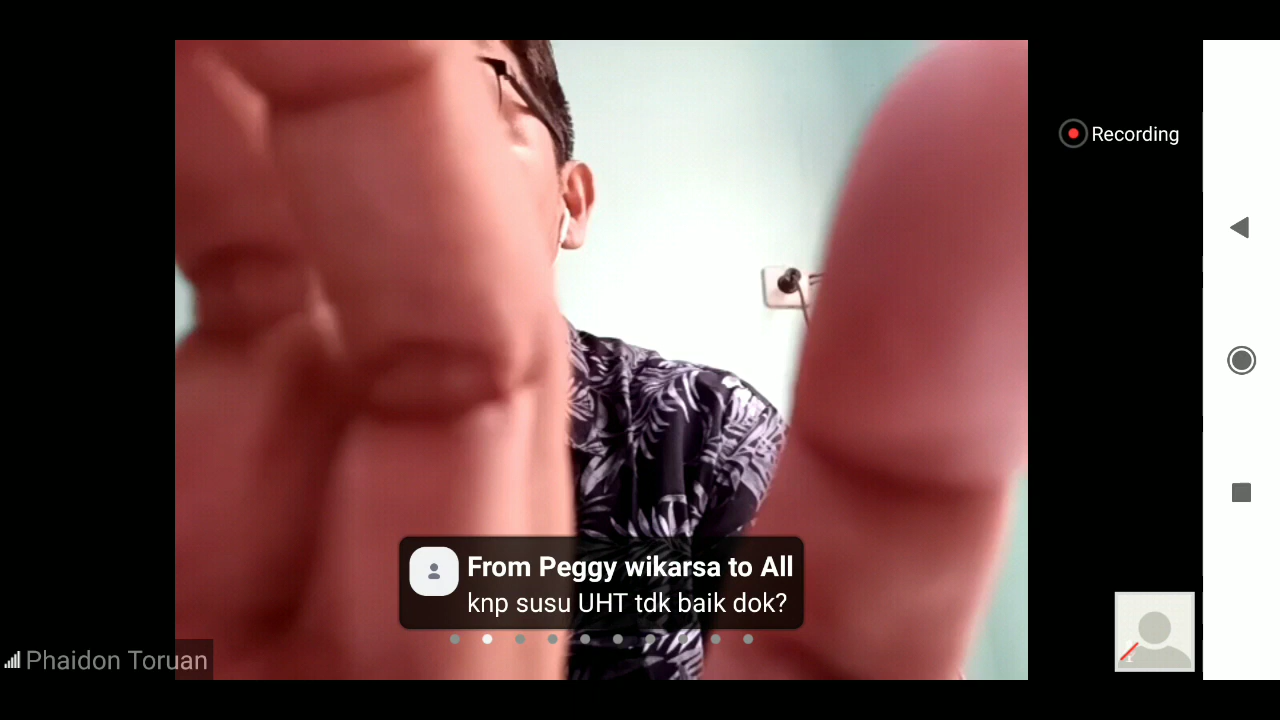 Recording
From Peggy wikarsa to All
knp susu UHT tdk baik dok?
Phaidon Toruan